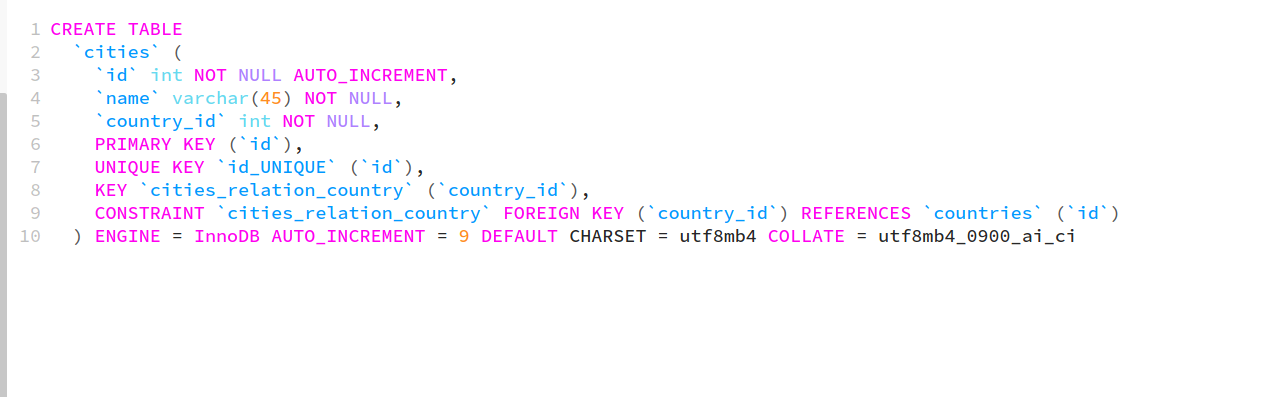 1 CREATE TABLE
2 `cities` (
3 `id` int NOT NULL AUTO_INCREMENT,
4 `name` varchar(45) NOT NULL,
5 `country_id` int NOT NULL,
6 PRIMARY KEY (`id`),
7 UNIQUE KEY `id_UNIQUE` (`id`),
8 KEY `cities_relation_country` (`country_id`),
9 CONSTRAINT `cities_relation_country` FOREIGN KEY (`country_id`) REFERENCES `countries` (`id`)
10 ) ENGINE = InnoDB AUTO_INCREMENT = 9 DEFAULT CHARSET = utf8mb4 COLLATE = utf8mb4_0900_ai_ci